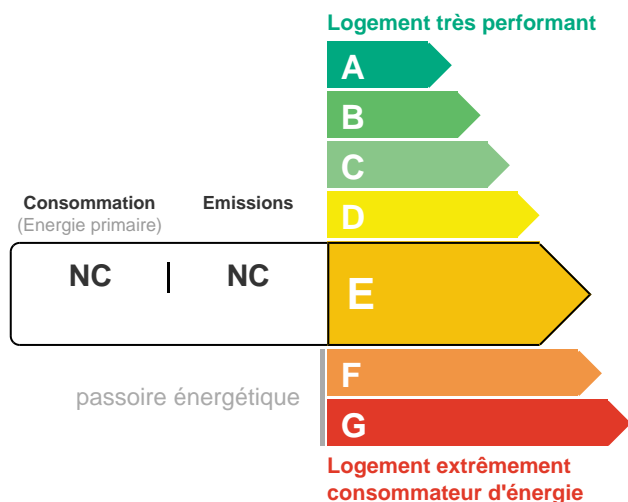 Logement très performant
A
B
C
Consommation Emissions
(Energie primaire)
D
NC | NC
E
F
passoire énergétique
G
Logement extrêmement
consommateur d'énergie